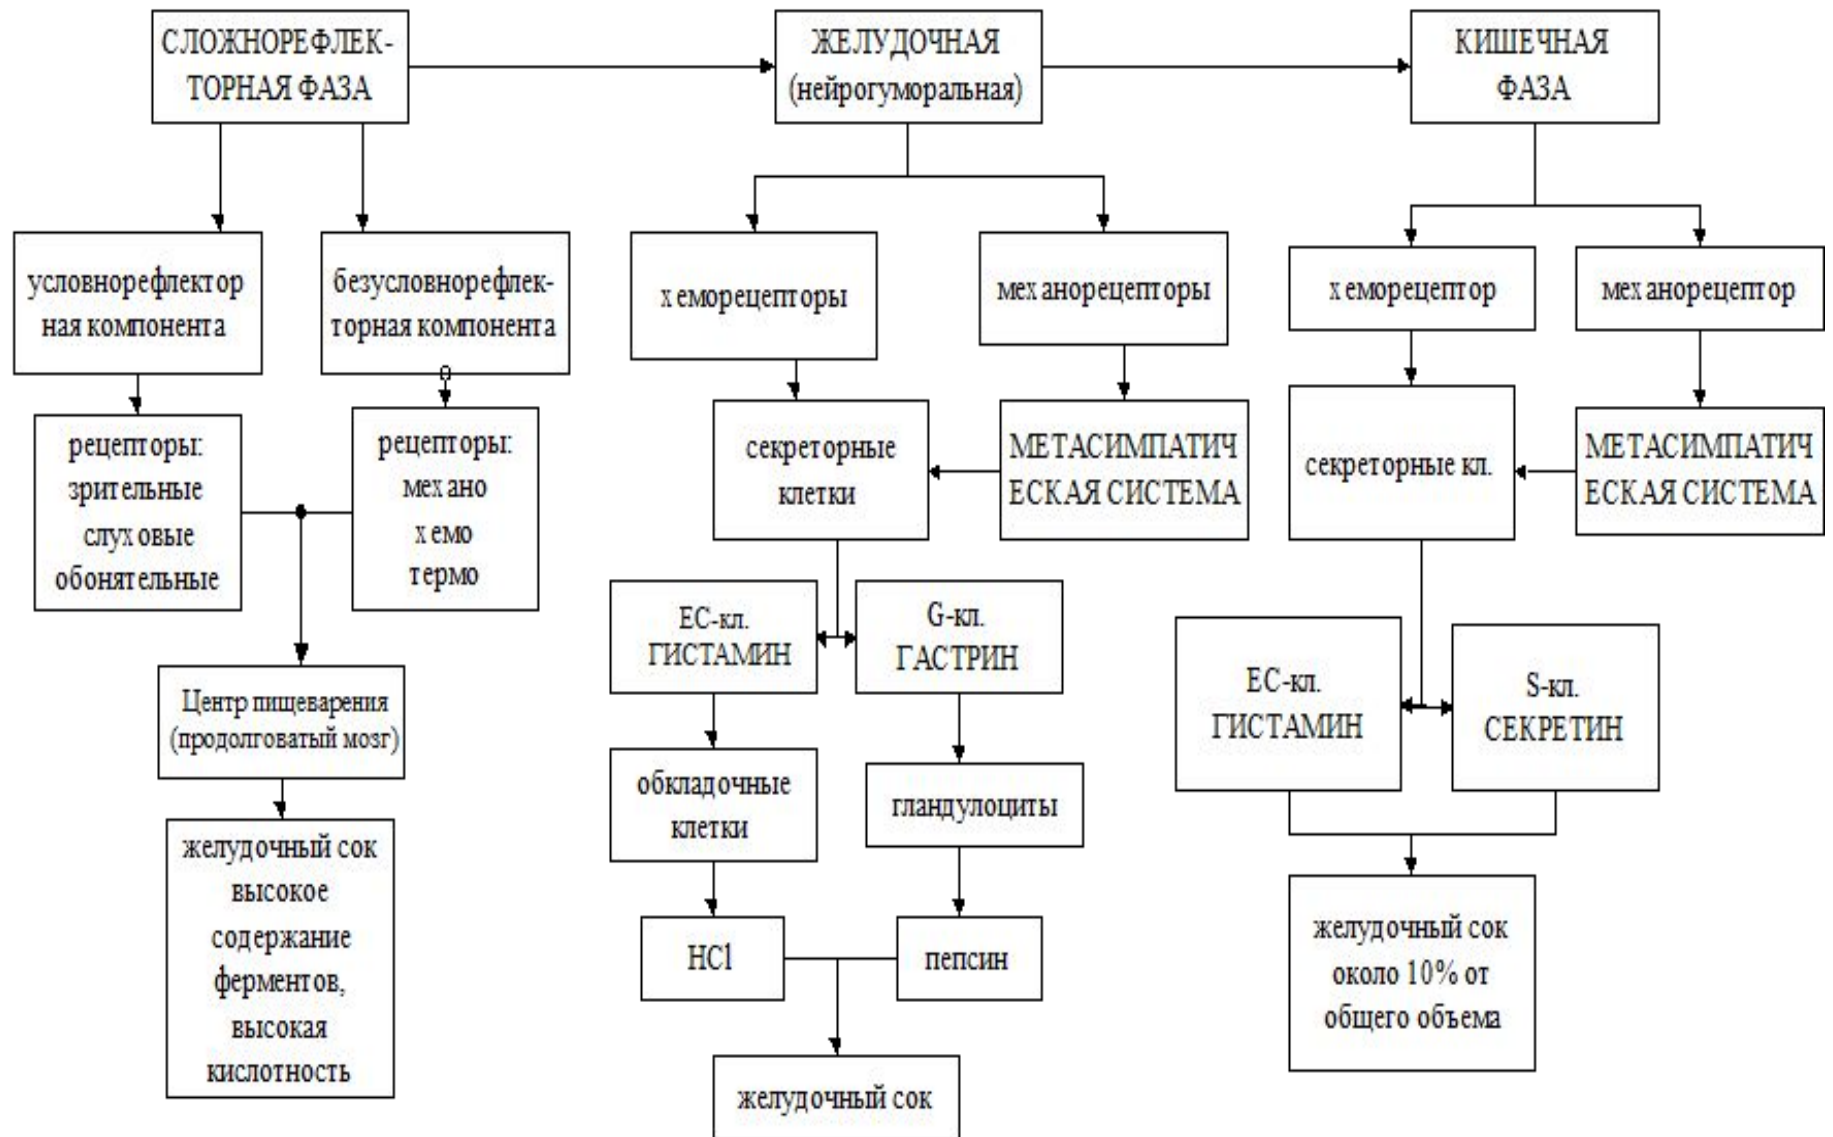 СЛОЖНОРЕФЛЕК-
ТОРНАЯ ФАЗА
ЖЕЛУДОЧНАЯ
(нейрогуморальная)
КИШЕЧНАЯ
ФАЗА
условнорефлектор
ная компонента
безусловнорефлек-
торная компонента
хеморецепторы
механорецепторы
хеморецептор
механорецептор
рецепторы:
зрительные
слуховые
обонятельные
рецепторы:
механо
хемо
термо
секреторные
клетки
МЕТАСИМПАТИЧ
ЕСКАЯ СИСТЕМА
секреторные кл.
МЕТАСИМПАТИЧ
ЕСКАЯ СИСТЕМА
ЕС-кл.
ГИСТАМИН
G-кл.
ГАСТРИН
ЕС-кл.
ГИСТАМИН
S-кл.
СЕКРЕТИН
Центр пищеварения
(продолговатый мозг)
обкладочные
клетки
гландулоциты
желудочный сок
высокое
содержание
ферментов,
высокая
кислотность
HCl
пепсин
желудочный сок
около 10% от
общего объема
желудочный сок